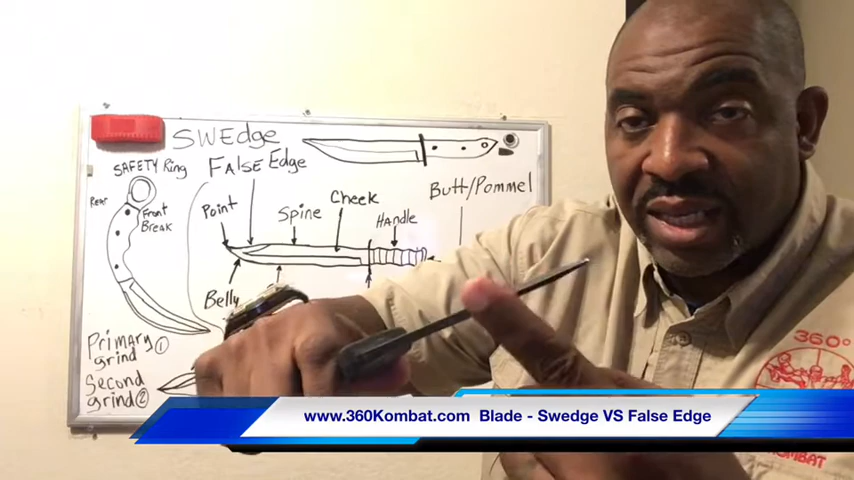 SWEdge
FAlsE Edge
SAFETY Ring
Rear
Front
Break
Point
Spine
Cheek
HAndle
Butt/Pommel
Belly
Primary
grind 1
Second
grind 2
360°
KOMBAT
www.360Kombat.com Blade - Swedge VS False Edge